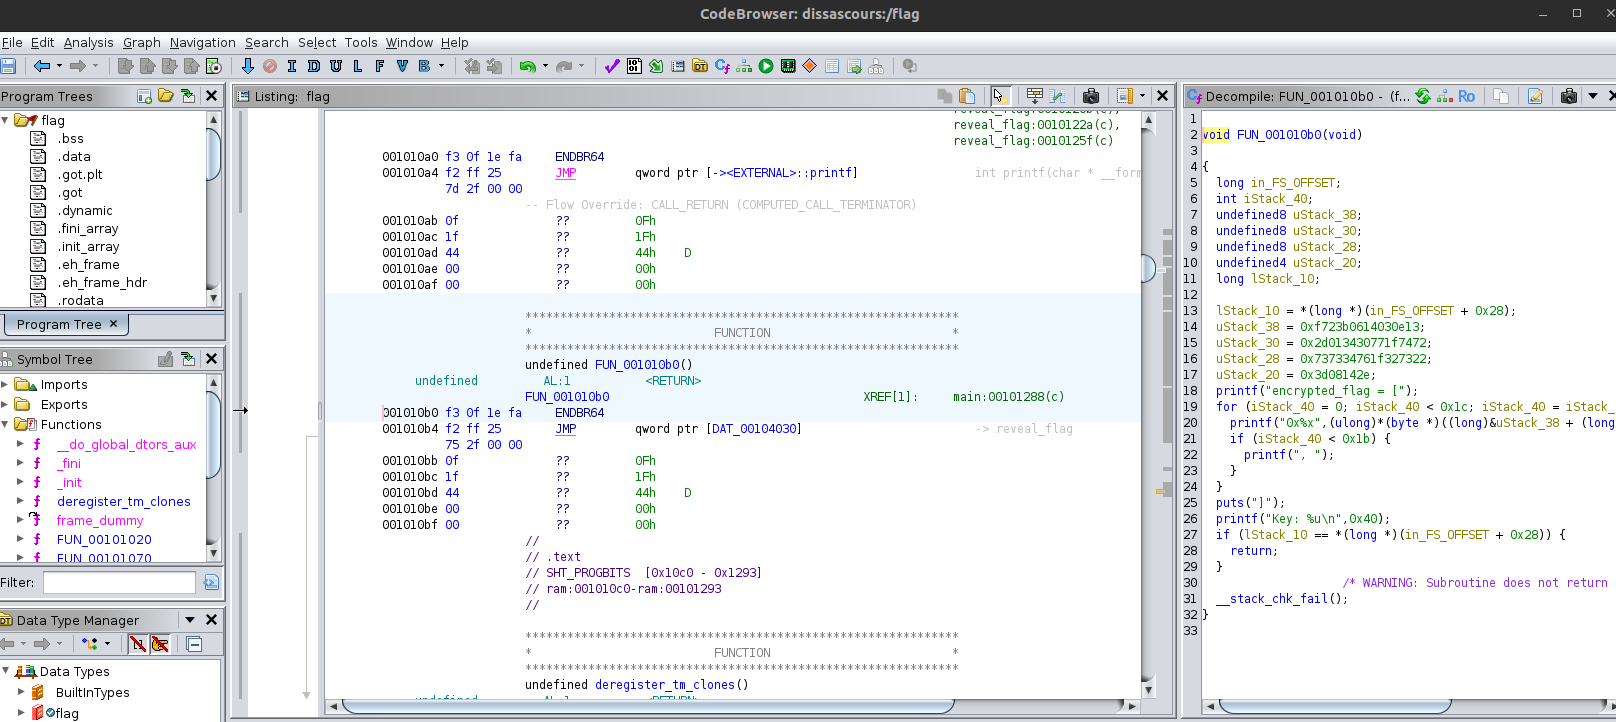 CodeBrowser: dissascours:/flag
File Edit Analysis Graph Navigation Search Select Tools Window Help
I D U L F V B
Program Trees
flag
.bss
.data
.got.plt
.got
.dynamic
.fini_array
.init_array
.eh_frame
.eh_frame_hdr
.rodata
Program Tree ×
Symbol Tree
Imports
Exports
Functions
f __do_global_dtors_aux
f _fini
f _init
f deregister_tm_clones
f frame_dummy
f FUN_00101020
f FUN_00101070
Filter:
Data Type Manager
Data Types
BuiltInTypes
flag
Listing: flag
reveal_flag:0010122a(c),
reveal_flag:0010125f(c)
001010a0 f3 0f 1e fa ENDBR64
001010a4 f2 ff 25 JMP qword ptr [-><EXTERNAL>::printf] int printf(char * __form
7d 2f 00 00
-- Flow Override: CALL_RETURN (COMPUTED_CALL_TERMINATOR)
001010ab 0f ?? 0Fh
001010ac 1f ?? 1Fh
001010ad 44 ?? 44h D
001010ae 00 ?? 00h
001010af 00 ?? 00h
********************************************************
* FUNCTION *
********************************************************
undefined FUN_001010b0()
undefined AL:1 <RETURN>
FUN_001010b0 XREF[1]: main:00101288(c)
001010b0 f3 0f 1e fa ENDBR64
001010b4 f2 ff 25 JMP qword ptr [DAT_00104030] -> reveal_flag
75 2f 00 00
001010bb 0f ?? 0Fh
001010bc 1f ?? 1Fh
001010bd 44 ?? 44h D
001010be 00 ?? 00h
001010bf 00 ?? 00h
//
// .text
// SHT_PROGBITS [0x10c0 - 0x1293]
// ram:001010c0-ram:00101293
//
********************************************************
* FUNCTION *
********************************************************
undefined deregister_tm_clones()
Decompile: FUN_001010b0 - (f...
Ro
1
2 void FUN_001010b0(void)
3
4 {
5 long in_FS_OFFSET;
6 int iStack_40;
7 undefined8 uStack_38;
8 undefined8 uStack_30;
9 undefined8 uStack_28;
10 undefined4 uStack_20;
11 long lStack_10;
12
13 lStack_10 = *(long *)(in_FS_OFFSET + 0x28);
14 uStack_38 = 0xf723b0614030e13;
15 uStack_30 = 0x2d013430771f7472;
16 uStack_28 = 0x737334761f327322;
17 uStack_20 = 0x3d08142e;
18 printf("encrypted_flag = [");
19 for (iStack_40 = 0; iStack_40 < 0x1c; iStack_40 = iStack_
20 printf("0x%x",(ulong)*(byte *)((long)&uStack_38 + (long
21 if (iStack_40 < 0x1b) {
22 printf(", ");
23 }
24 }
25 puts("]");
26 printf("Key: %u\n",0x40);
27 if (lStack_10 == *(long *)(in_FS_OFFSET + 0x28)) {
28 return;
29 }
30 /* WARNING: Subroutine does not return
31 __stack_chk_fail();
32 }
33